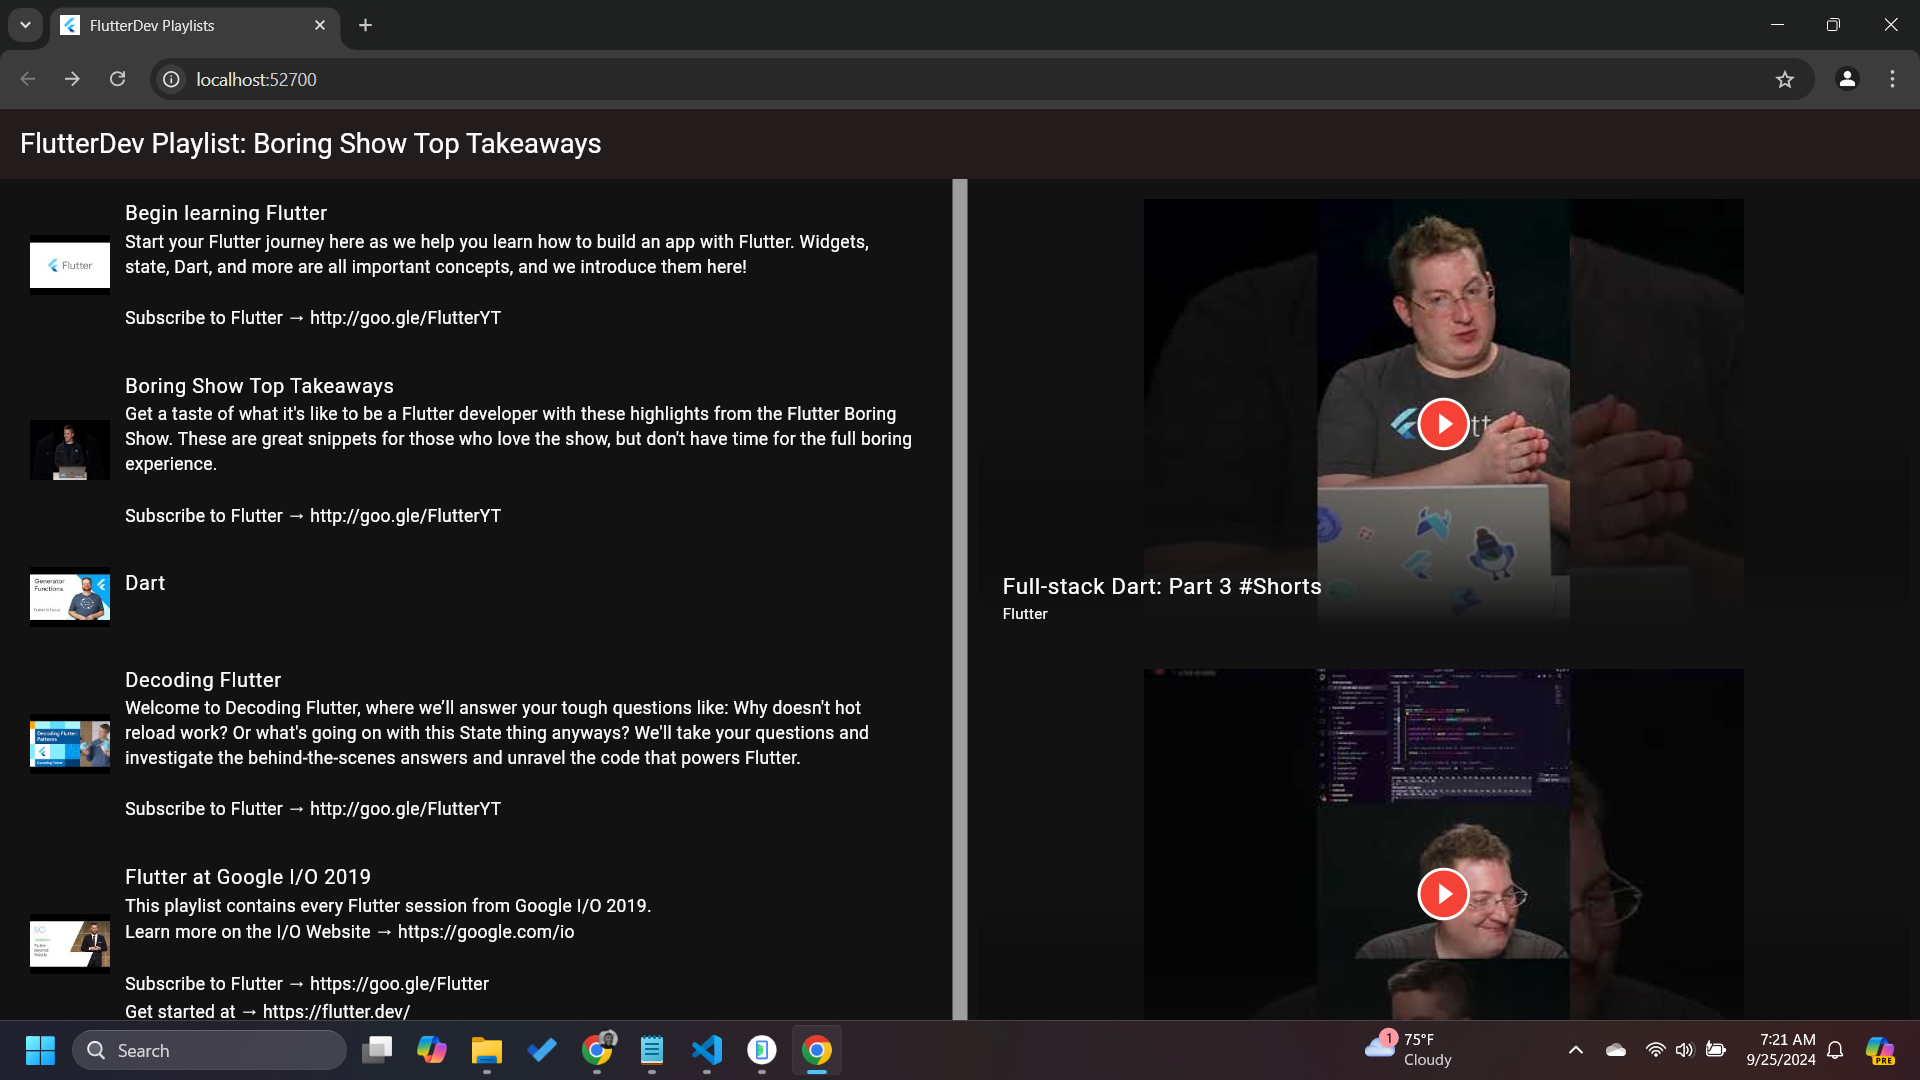 FlutterDev Playlists
localhost:52700
FlutterDev Playlist: Boring Show Top Takeaways
Begin learning Flutter
Start your Flutter journey here as we help you learn how to build an app with Flutter. Widgets,
state, Dart, and more are all important concepts, and we introduce them here!
Subscribe to Flutter → http://goo.gle/FlutterYT
Flutter
Boring Show Top Takeaways
Get a taste of what it's like to be a Flutter developer with these highlights from the Flutter Boring
Show. These are great snippets for those who love the show, but don't have time for the full boring
experience.
Subscribe to Flutter → http://goo.gle/FlutterYT
Generator
Functions
Dart
Decoding Flutter
Welcome to Decoding Flutter, where we’ll answer your tough questions like: Why doesn't hot
reload work? Or what's going on with this State thing anyways? We'll take your questions and
investigate the behind-the-scenes answers and unravel the code that powers Flutter.
Subscribe to Flutter → http://goo.gle/FlutterYT
Decoding Flutter:
Patterns
Flutter at Google I/O 2019
This playlist contains every Flutter session from Google I/O 2019.
Learn more on the I/O Website → https://google.com/io
Subscribe to Flutter → https://goo.gle/Flutter
Get started at → https://flutter.dev/
Full-stack Dart: Part 3 #Shorts
Flutter
Search
1
75°F
Cloudy
7:21 AM
9/25/2024
PRE